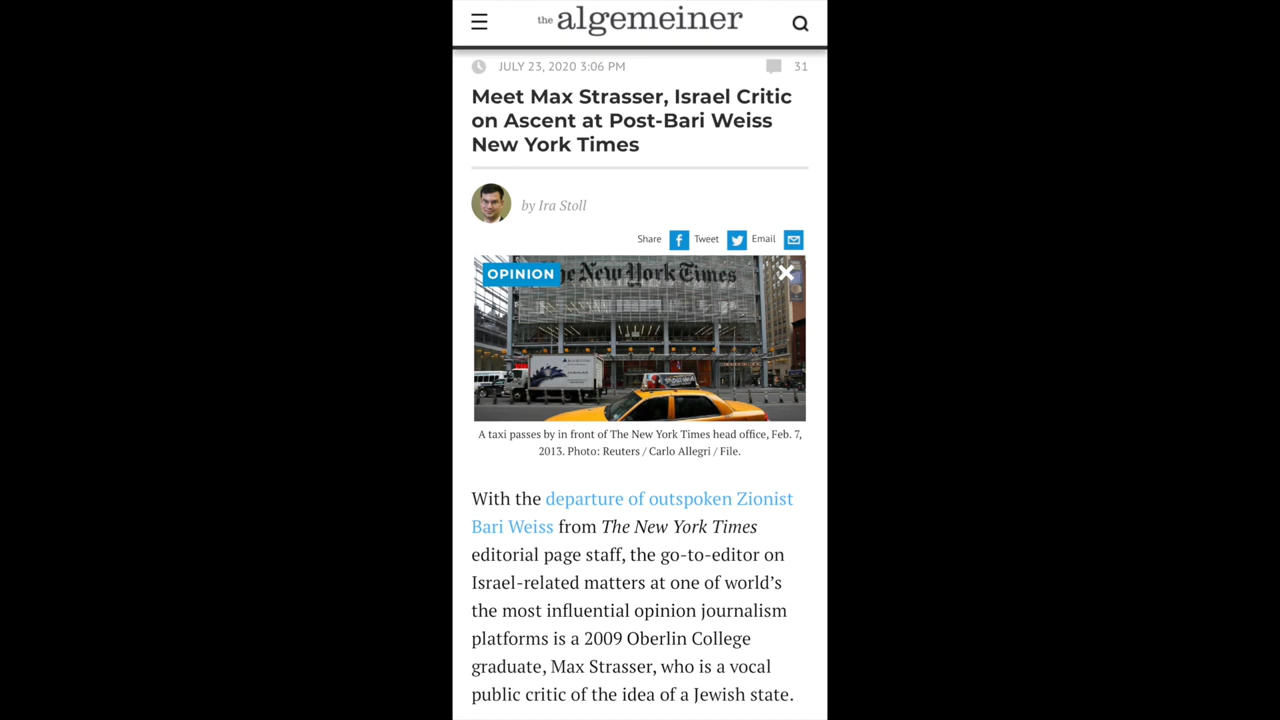 the algemeiner
JULY 23, 2020 3:06 PM
31
Meet Max Strasser, Israel Critic
on Ascent at Post-Bari Weiss
New York Times
by Ira Stoll
Share Tweet Email
OPINION
he New York Times
A taxi passes by in front of The New York Times head office, Feb. 7,
2013. Photo: Reuters / Carlo Allegri / File.
With the departure of outspoken Zionist
Bari Weiss from The New York Times
editorial page staff, the go-to-editor on
Israel-related matters at one of world’s
the most influential opinion journalism
platforms is a 2009 Oberlin College
graduate, Max Strasser, who is a vocal
public critic of the idea of a Jewish state.